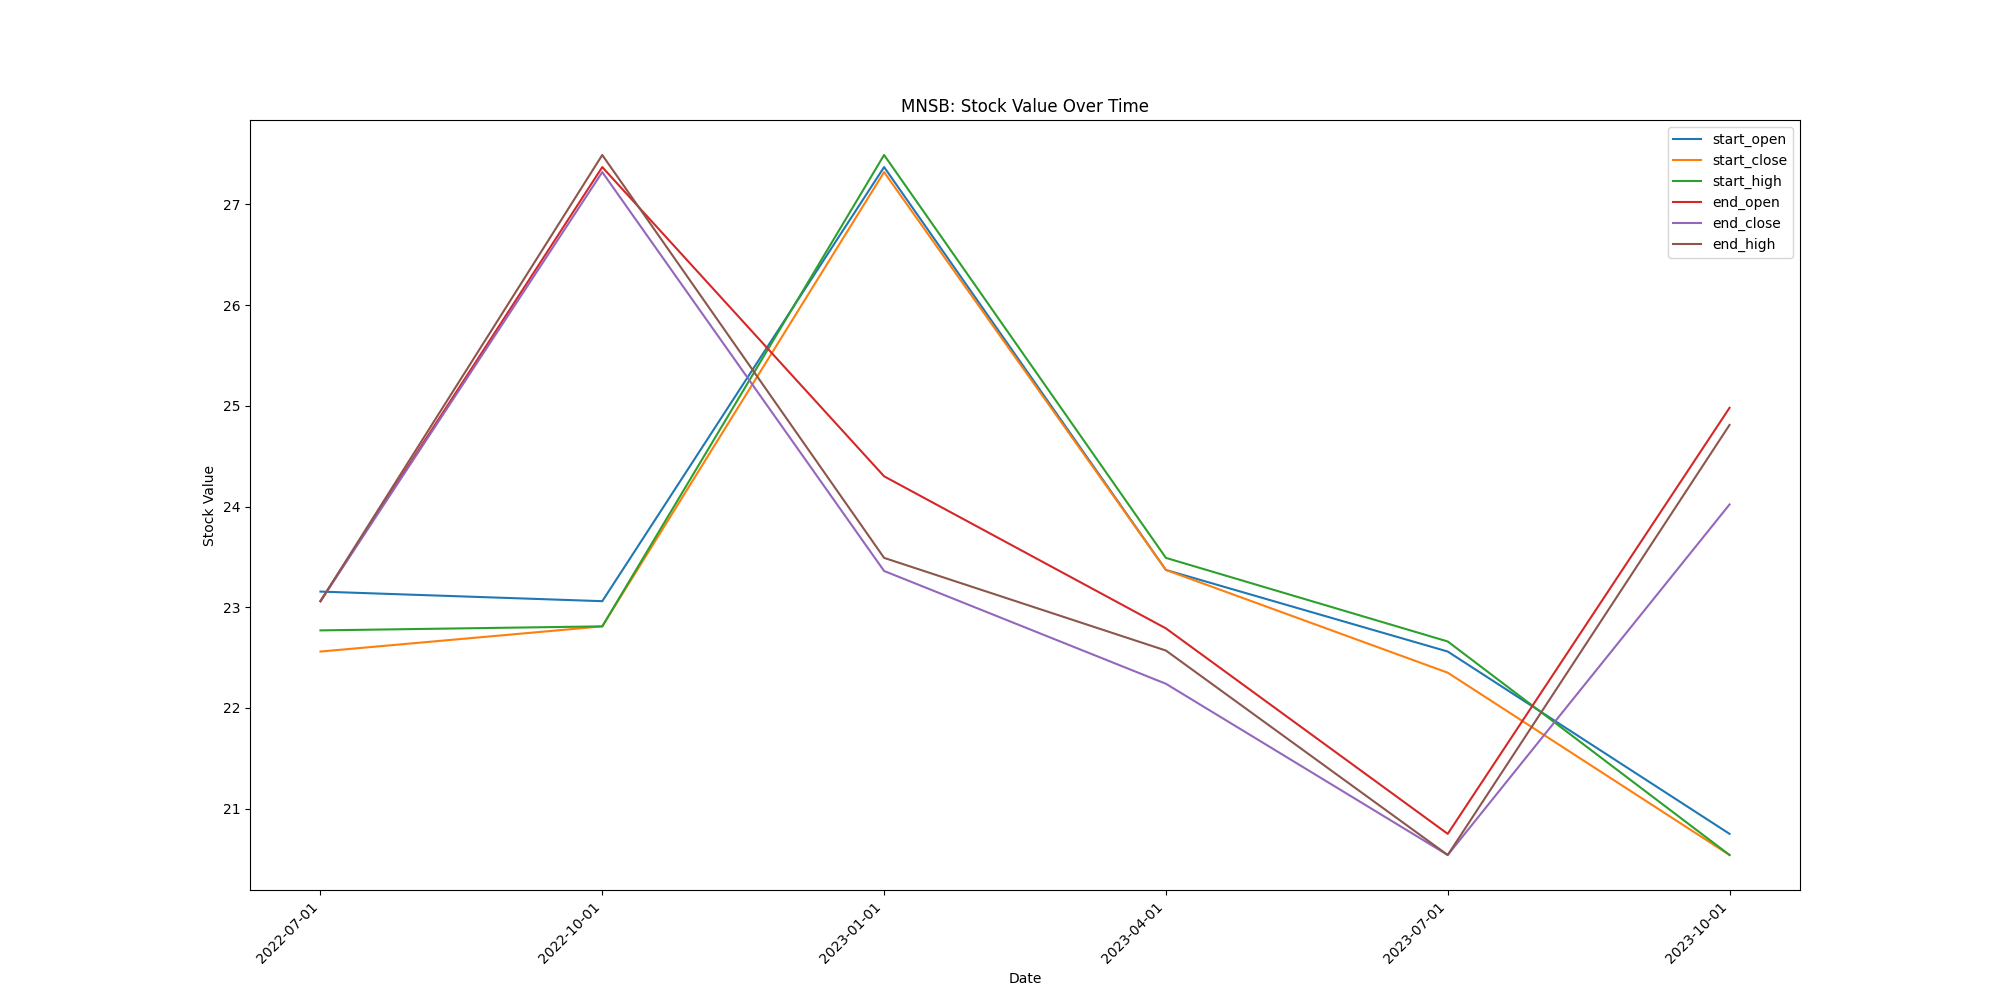 MNSB: Stock Value Over Time
start_open
start_close
start_high
end_open
end_close
end_high
Stock Value
27
26
25
24
23
22
21
2022-07-01
2022-10-01
2023-01-01
2023-04-01
2023-07-01
2023-10-01
Date